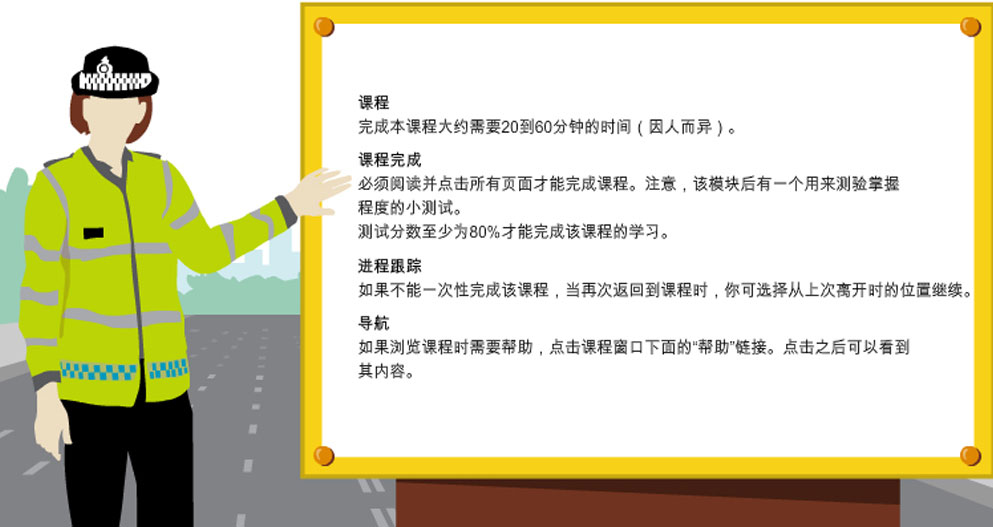 课程
完成本课程大约需要20到60分钟的时间（因人而异）。
课程完成
必须阅读并点击所有页面才能完成课程。注意，该模块后有一个用来测验掌握
程度的小测试。
测试分数至少为80%才能完成该课程的学习。
进程跟踪
如果不能一次性完成该课程，当再次返回到课程时，你可选择从上次离开时的位置继续。
导航
如果浏览课程时需要帮助，点击课程窗口下面的“帮助”链接。点击之后可以看到
其内容。